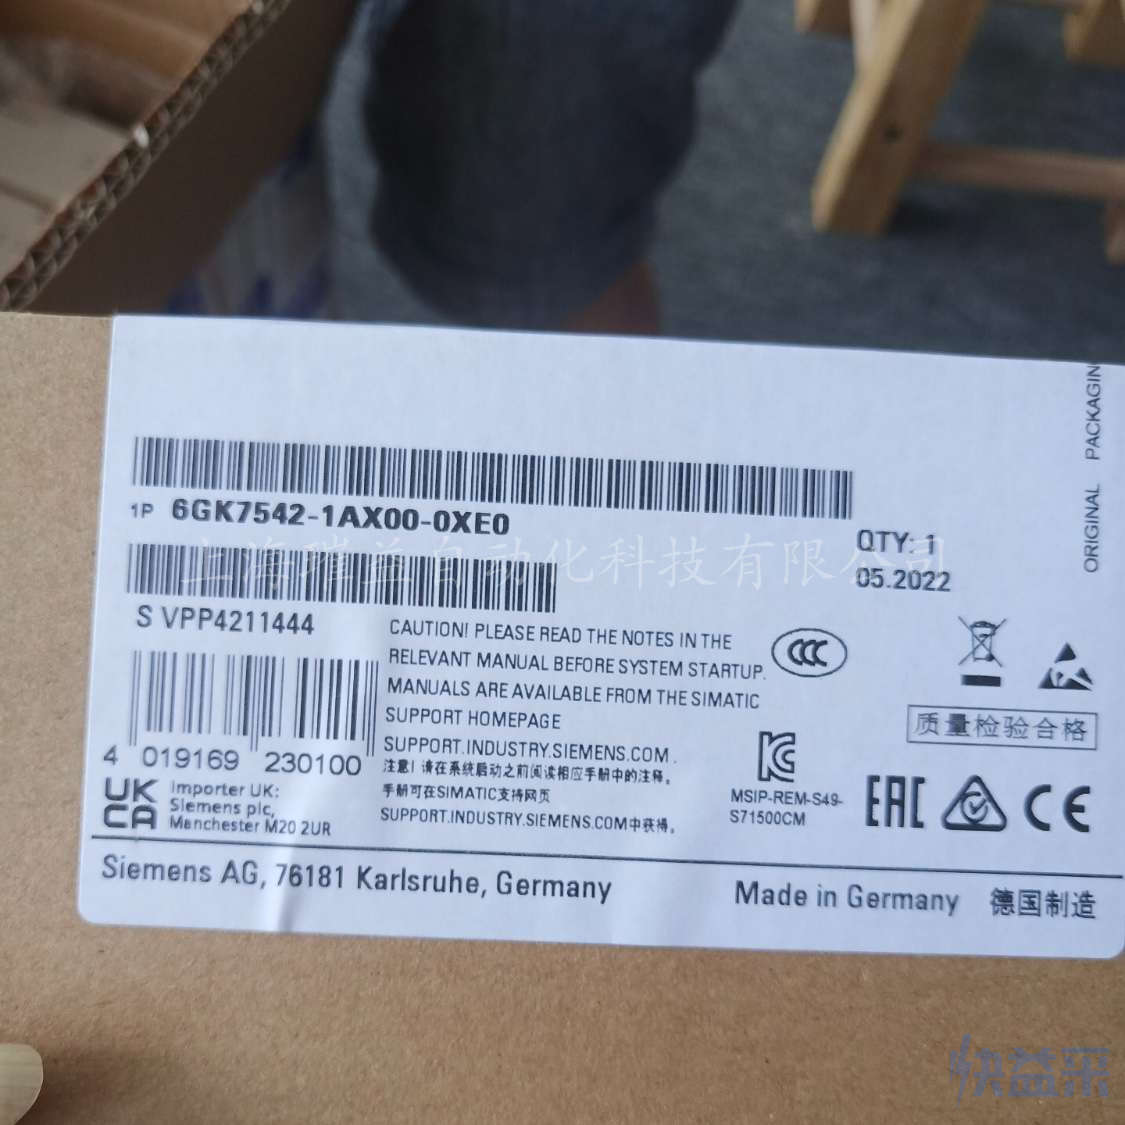 ORIGINAL PACKAGIN
1P 6GK7542-1AX00-0XE0
QTY: 1
上海璀益自动化科技有限公司
05.2022
S VPP4211444
CAUTION! PLEASE READ THE NOTES IN THE
RELEVANT MANUAL BEFORE SYSTEM STARTUP.
MANUALS ARE AVAILABLE FROM THE SIMATIC
SUPPORT HOMEPAGE
SUPPORT.INDUSTRY.SIEMENS.COM.
注意!请在系统启动之前阅读相应手册中的注释。
手册可在SIMATIC支持网页
SUPPORT.INDUSTRY.SIEMENS.COM中获得。
CCC
质量检验合格
4 019169 230100
UK
CA
Importer UK:
Siemens plc,
Manchester M20 2UR
MSIP-REM-S49-
S71500CM
EAC
CE
Siemens AG, 76181 Karlsruhe, Germany
Made in Germany 德国制造
快益采